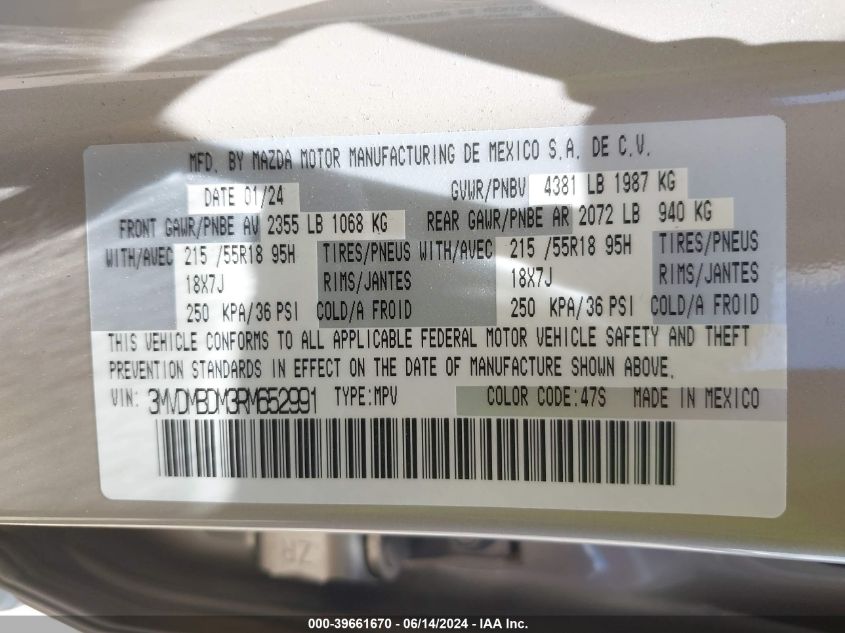 MFD. BY MAZDA MOTOR MANUFACTURING DE MEXICO S.A. DE C.V.
DATE 01/24 GVWR/PNBV 4381 LB 1987 KG
FRONT GAWR/PNBE AV 2355 LB 1068 KG REAR GAWR/PNBE AR 2072 LB 940 KG
WITH/AVEC 215 /55R18 95H TIRES/PNEUS WITH/AVEC 215 /55R18 95H TIRES/PNEUS
18X7J RIMS/JANTES 18X7J RIMS/JANTES
250 KPA/36 PSI COLD/A FROID 250 KPA/36 PSI COLD/A FROID
THIS VEHICLE CONFORMS TO ALL APPLICABLE FEDERAL MOTOR VEHICLE SAFETY AND THEFT
PREVENTION STANDARDS IN EFFECT ON THE DATE OF MANUFACTURE SHOWN ABOVE.
VIN: 3MVDMBDM3RM652991 TYPE:MPV COLOR CODE:47S MADE IN MEXICO
000-39661670 - 06/14/2024 - IAA Inc.